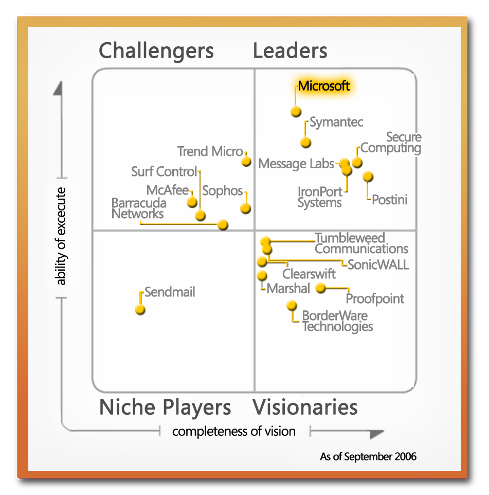 Challengers
Leaders
Microsoft
Symantec
Secure
Computing
Trend Micro
Message Labs
Surf Control
McAfee
Sophos
IronPort
Systems
Postini
Barracuda
Networks
Tumbleweed
Communications
SonicWALL
Clearswift
Marshal
Proofpoint
Sendmail
BorderWare
Technologies
Niche Players
Visionaries
ability of excecute
completeness of vision
As of September 2006